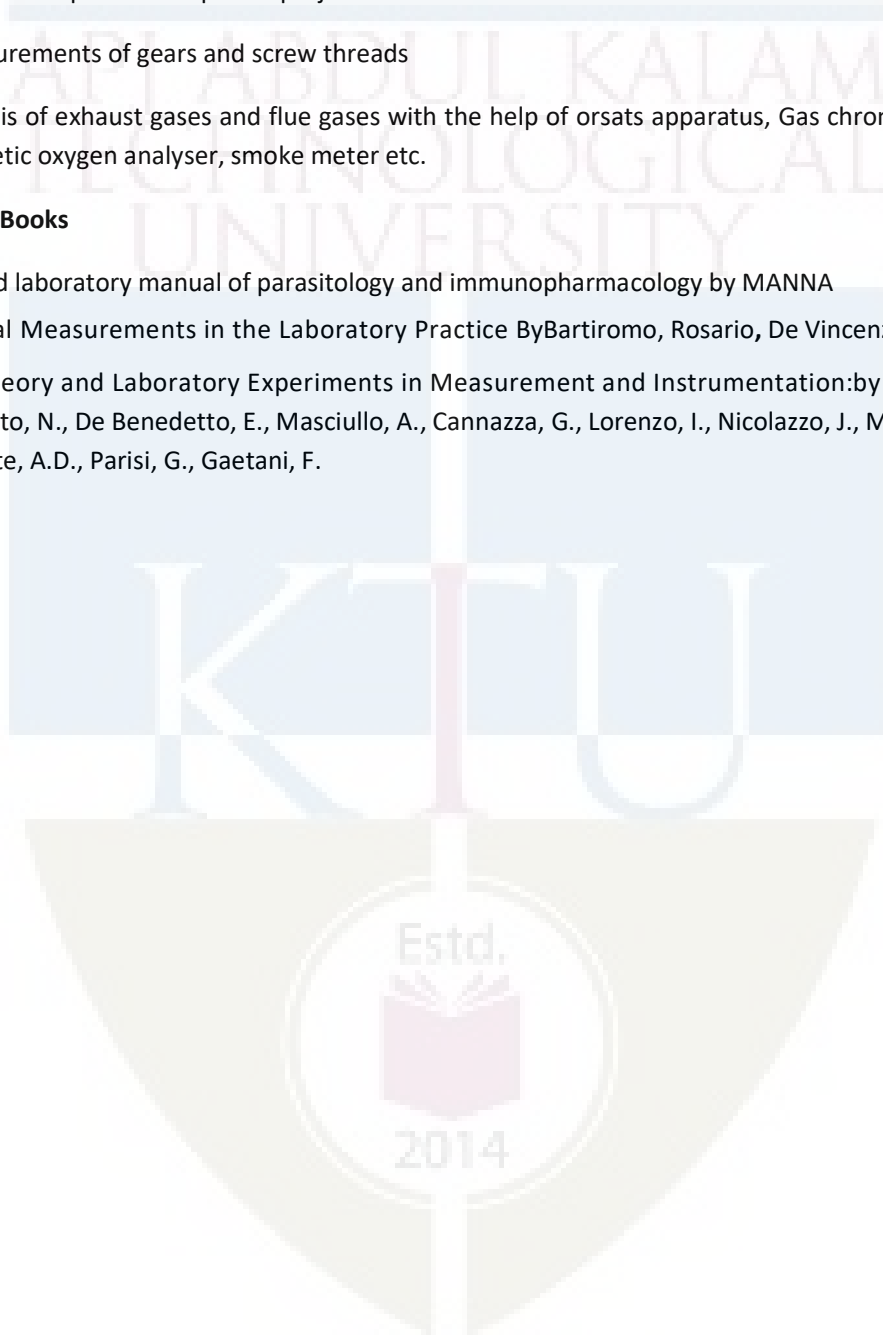 urements of gears and screw threads
is of exhaust gases and flue gases with the help of orsats apparatus, Gas chron
etic oxygen analyser, smoke meter etc.
Books
d laboratory manual of parasitology and immunopharmacology by MANNA
al Measurements in the Laboratory Practice ByBartiromo, Rosario, De Vincenz
eory and Laboratory Experiments in Measurement and Instrumentation:by
to, N., De Benedetto, E., Masciullo, A., Cannazza, G., Lorenzo, I., Nicolazzo, J., M
te, A.D., Parisi, G., Gaetani, F.
API ABDUL KALAM
TECHNOLOGICAL
UNIVERSITY
KTU
Estd.
2014